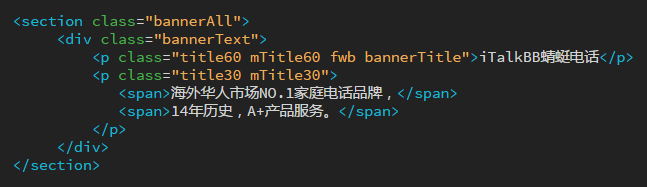 <section class="bannerAll">
<div class="bannerText">
<p class="title60 mTitle60 fwb bannerTitle">iTalkBB蜻蜓电话</p>
<p class="title30 mTitle30">
<span>海外华人市场NO.1家庭电话品牌，</span>
<span>14年历史，A+产品服务。</span>
</p>
</div>
</section>